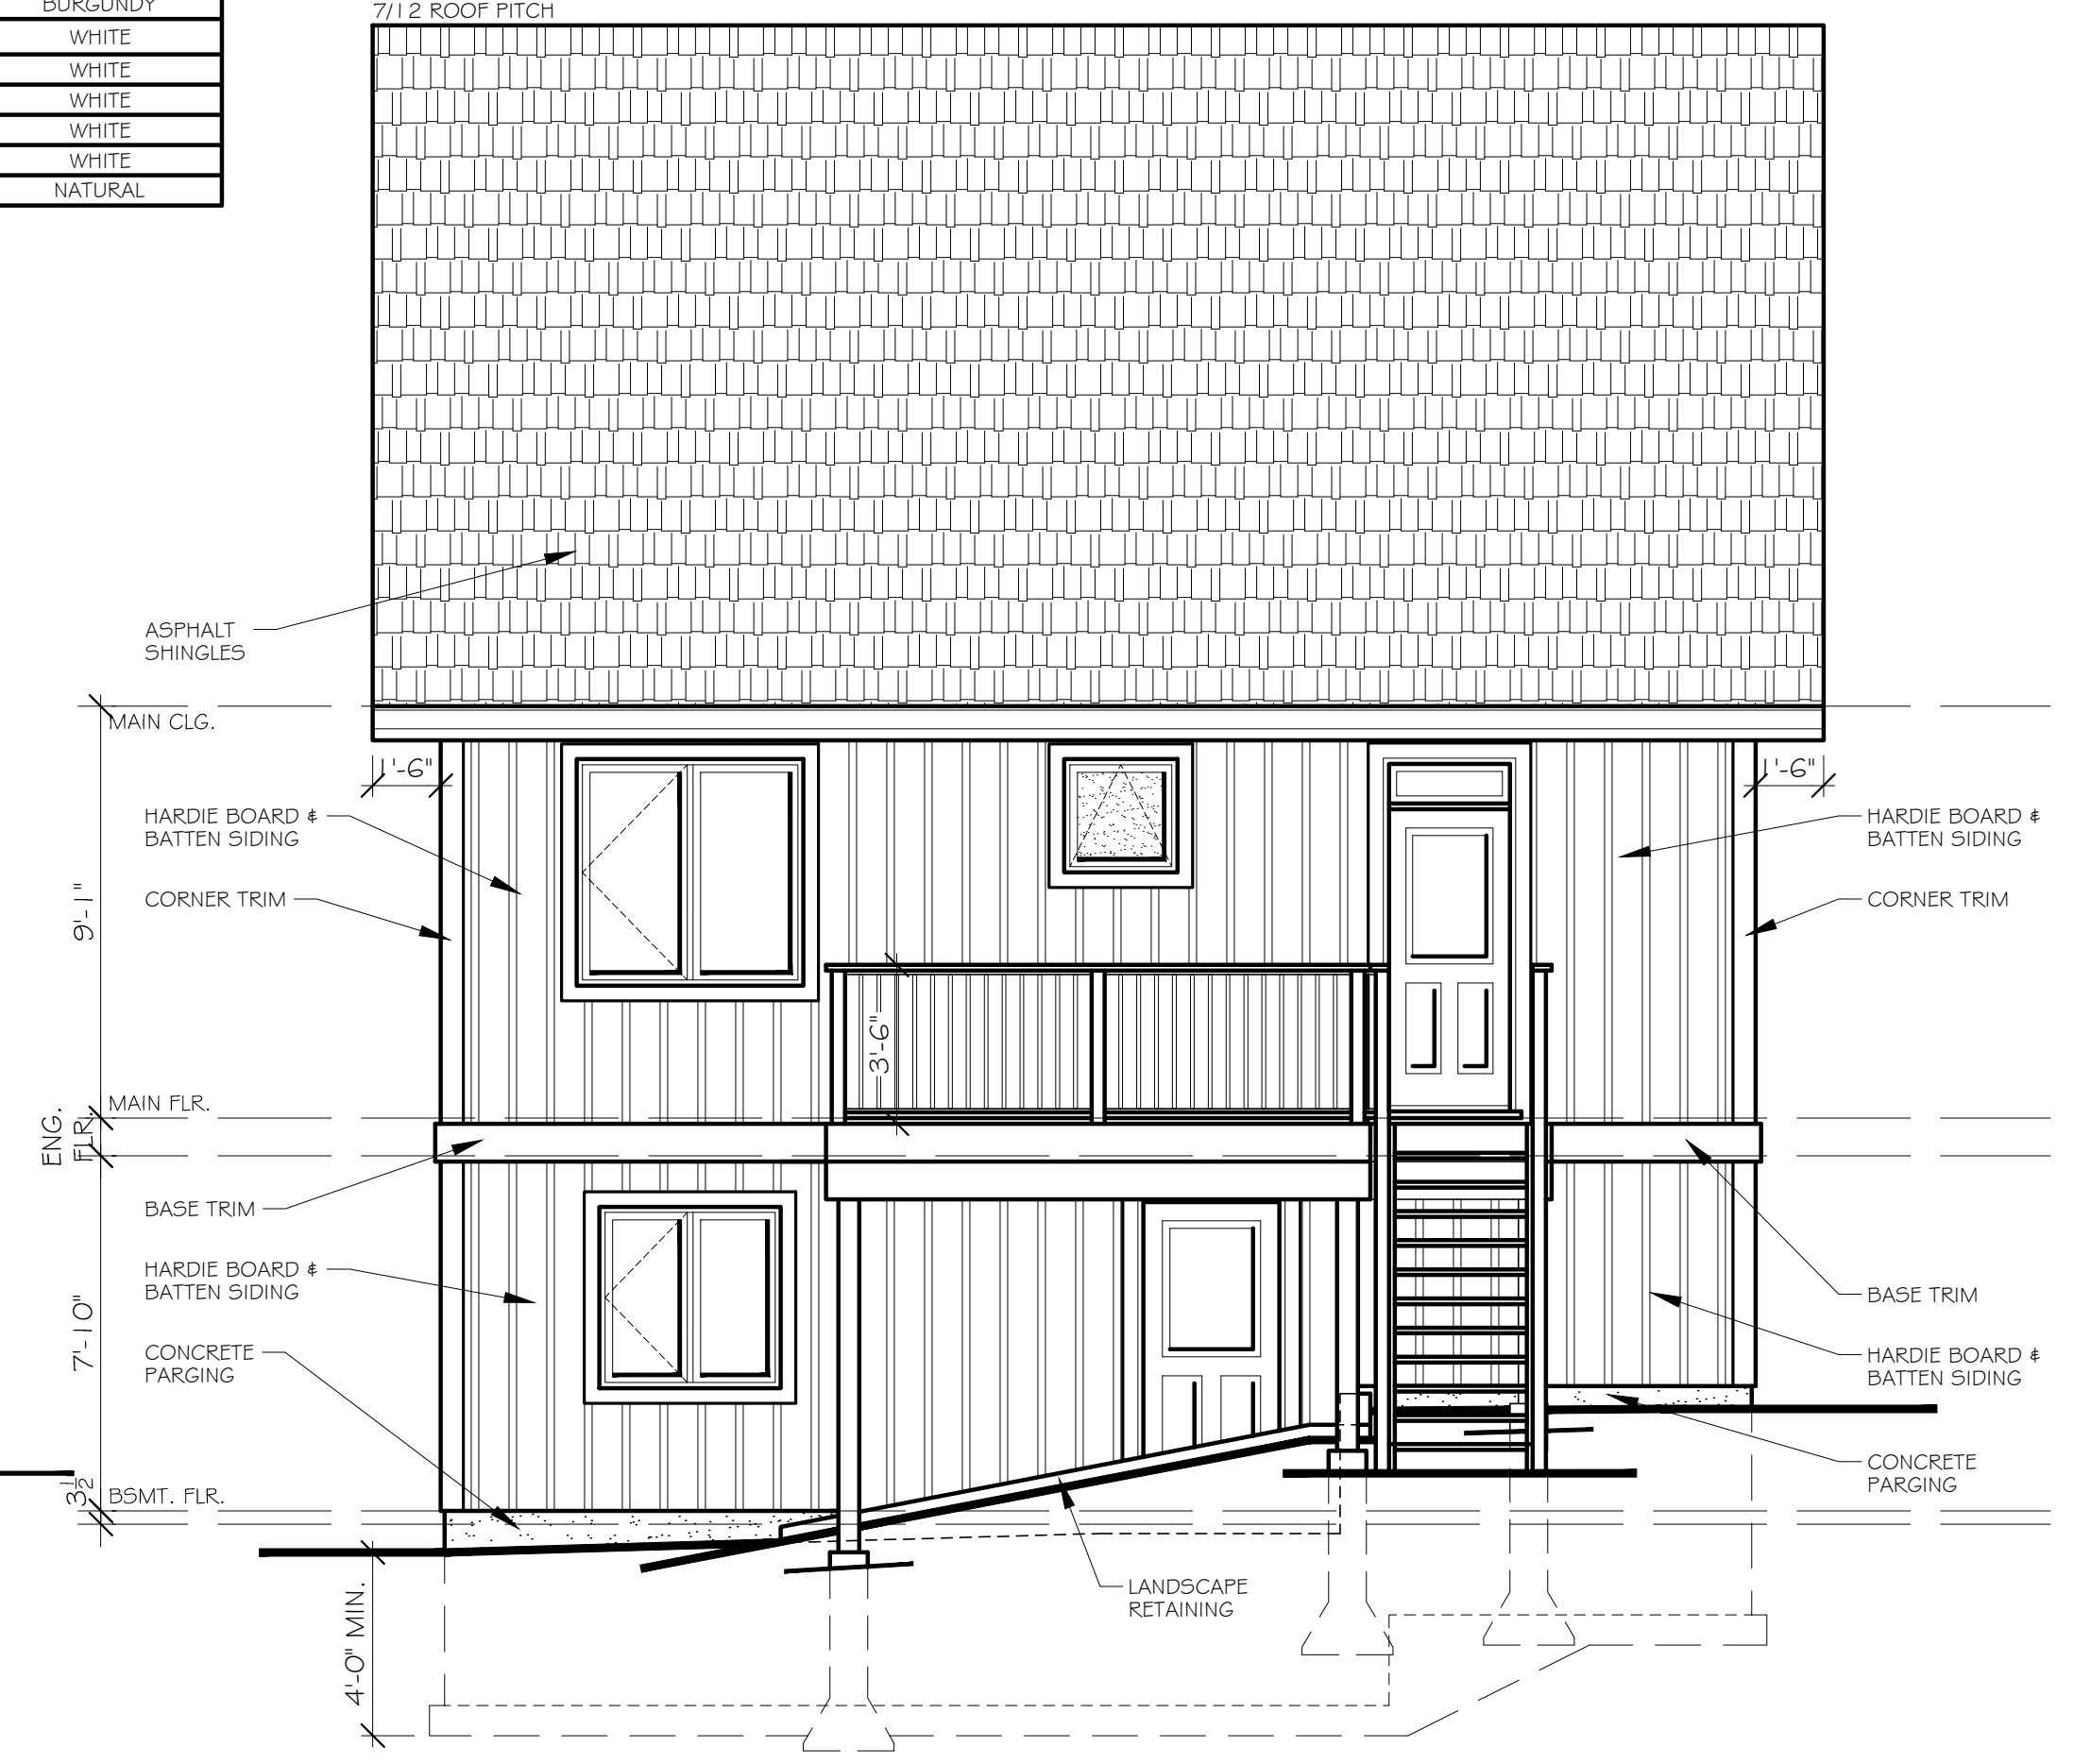 BURGUNDY
WHITE
WHITE
WHITE
WHITE
WHITE
NATURAL
7/12 ROOF PITCH
ASPHALT
SHINGLES
MAIN CLG.
1'-6"
1'-6"
HARDIE BOARD &
BATTEN SIDING
CORNER TRIM
HARDIE BOARD &
BATTEN SIDING
CORNER TRIM
9'-1"
3'-6"
MAIN FLR.
ENG.
FLR.
BASE TRIM
HARDIE BOARD &
BATTEN SIDING
7'-10"
CONCRETE
PARGING
BASE TRIM
HARDIE BOARD &
BATTEN SIDING
CONCRETE
PARGING
3 1/2
BSMT. FLR.
LANDSCAPE
RETAINING
4'-0" MIN.